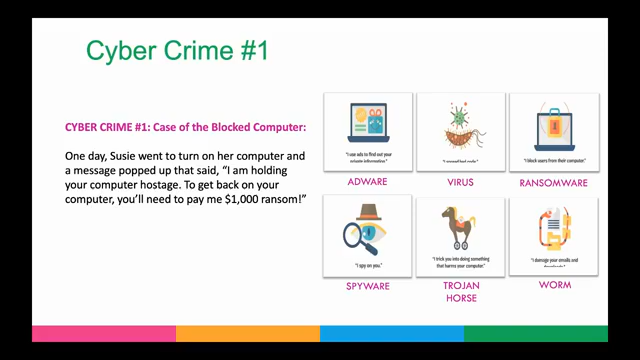 Cyber Crime #1
CYBER CRIME #1: Case of the Blocked Computer:
One day, Susie went to turn on her computer and
a message popped up that said, “I am holding
your computer hostage. To get back on your
computer, you’ll need to pay me $1,000 ransom!”
"I use ads to find out your
private information."
ADWARE
VIRUS
"I block users from their computer."
RANSOMWARE
"I spy on you."
SPYWARE
"I trick you into doing something
that harms your computer."
TROJAN
HORSE
"I damage your emails and
WORM